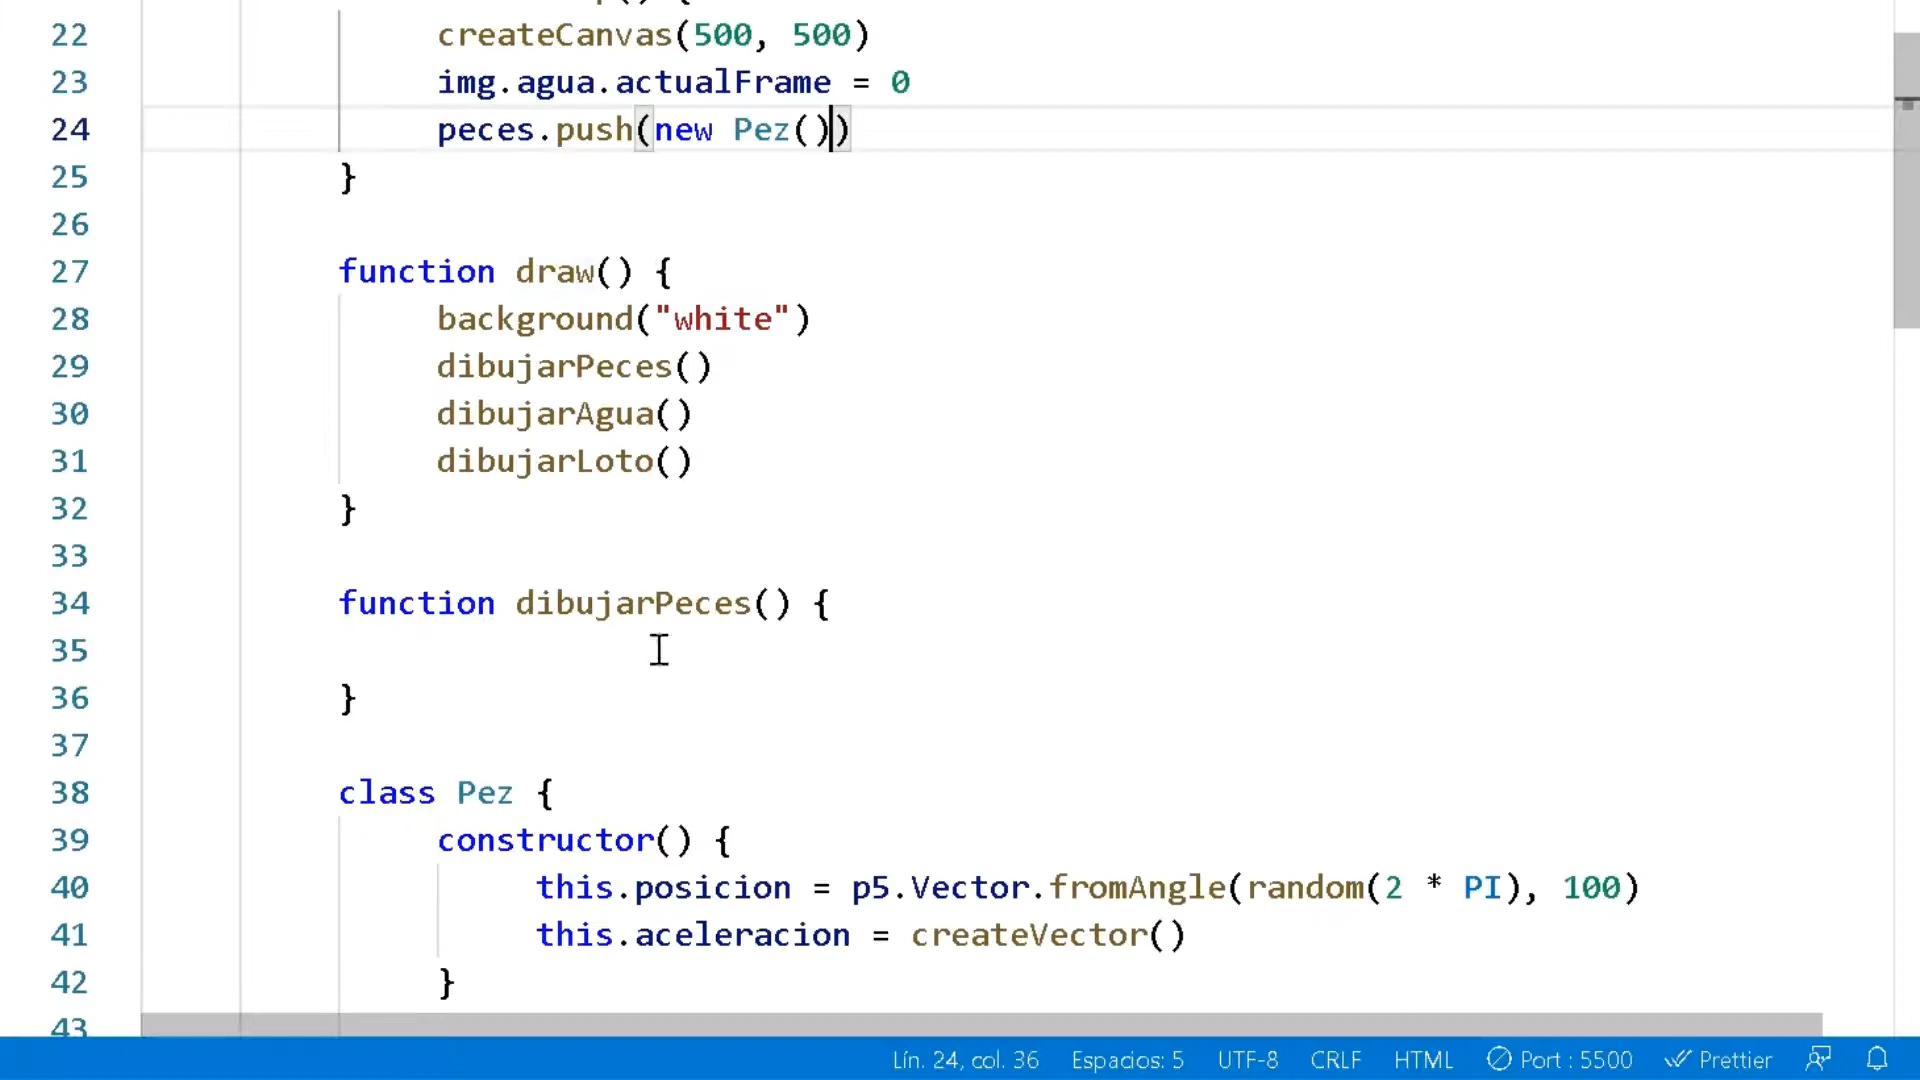 22 createCanvas(500, 500)
23 img.agua.actualFrame = 0
24 peces.push(new Pez())
25 }
26
27 function draw() {
28 background("white")
29 dibujarPeces()
30 dibujarAgua()
31 dibujarLoto()
32 }
33
34 function dibujarPeces() {
35
36 }
37
38 class Pez {
39 constructor() {
40 this.posicion = p5.Vector.fromAngle(random(2 * PI), 100)
41 this.aceleracion = createVector()
42 }
43
Lín. 24, col. 36 Espacios: 5 UTF-8 CRLF HTML Port : 5500 Prettier